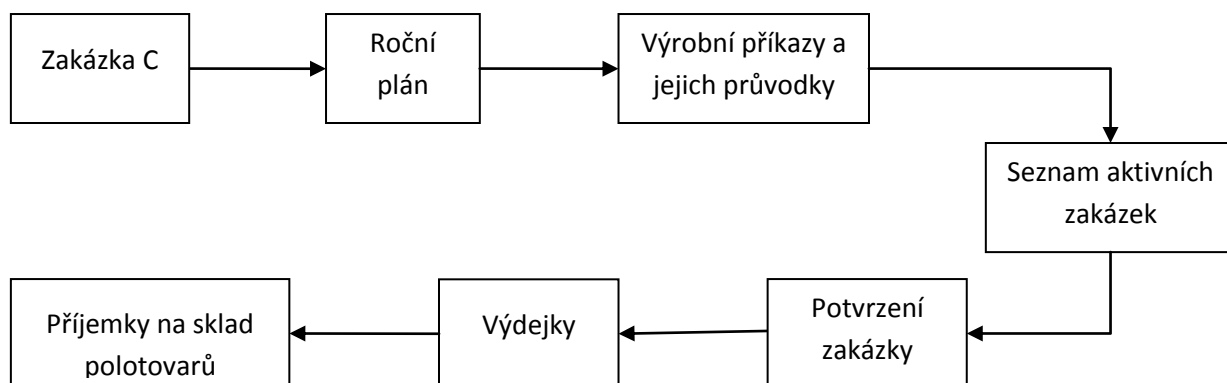 Zakázka C
Roční
plán
Výrobní příkazy a
jejich průvodky
Seznam aktivních
zakázek
Potvrzení
zakázky
Výdejky
Příjemky na sklad
polotovarů